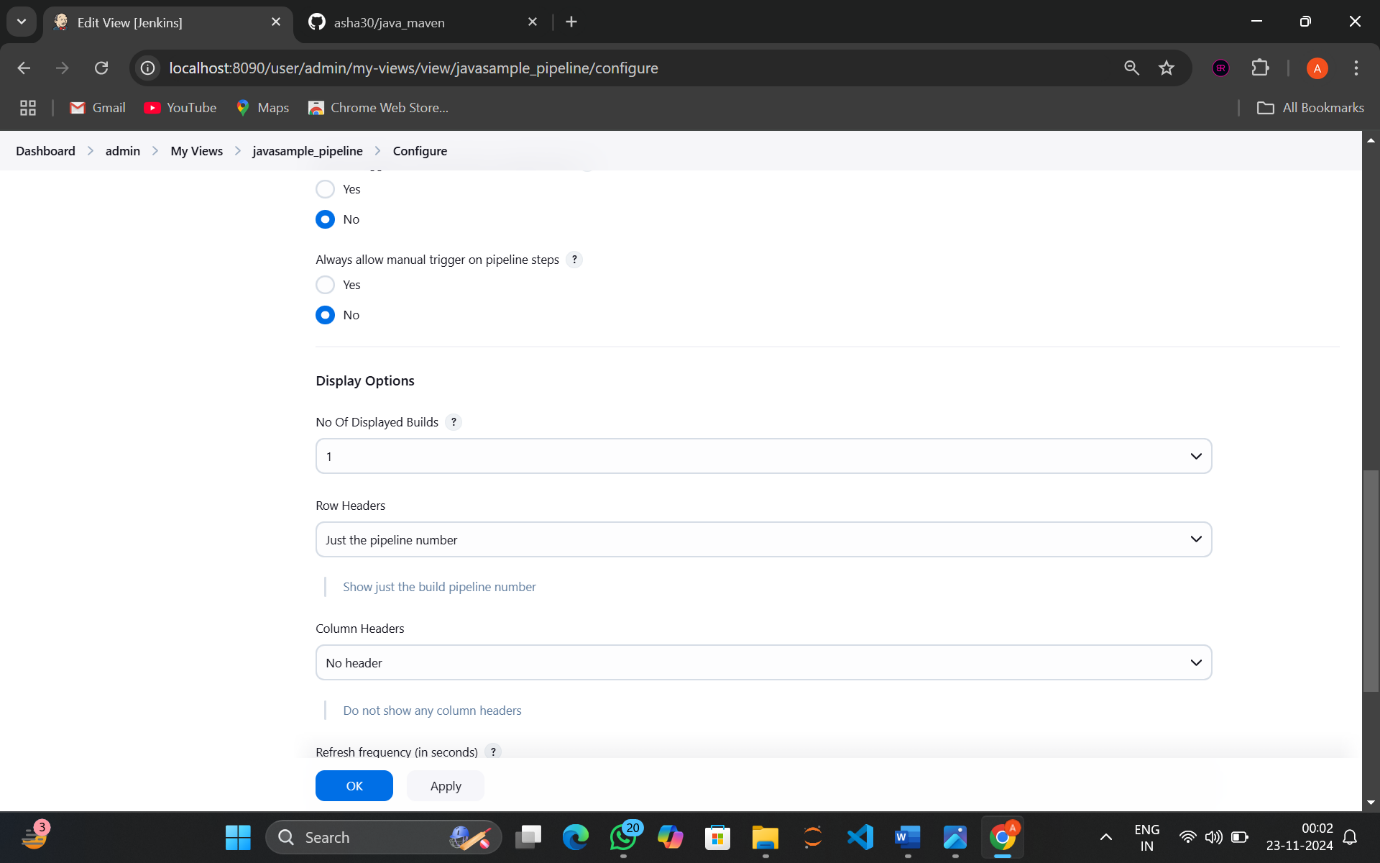 Edit View [Jenkins]
asha30/java_maven
localhost:8090/user/admin/my-views/view/javasample_pipeline/configure
BR
A
Gmail
YouTube
Maps
Chrome Web Store...
All Bookmarks
Dashboard
admin
My Views
javasample_pipeline
Configure
Yes
No
Always allow manual trigger on pipeline steps ?
Yes
No
Display Options
No Of Displayed Builds ?
1
Row Headers
Just the pipeline number
Show just the build pipeline number
Column Headers
No header
Do not show any column headers
Refresh frequency (in seconds) ?
OK
Apply
3
Search
20
W
A
ENG
IN
00:02
23-11-2024